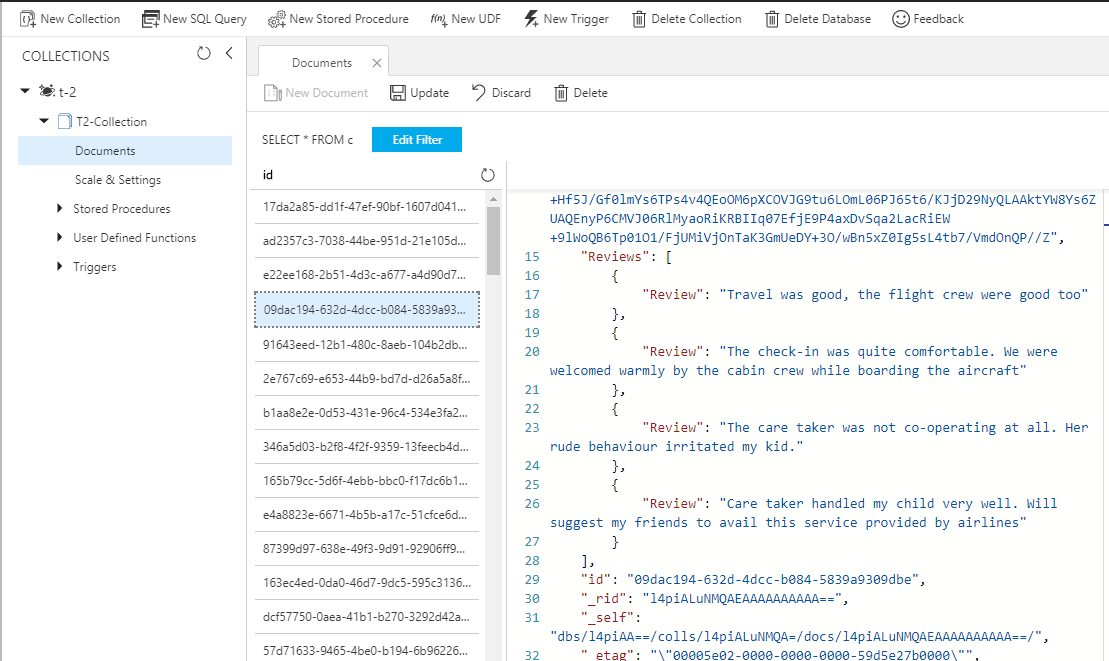 New Collection New SQL Query New Stored Procedure New UDF New Trigger Delete Collection Delete Database Feedback
COLLECTIONS
t-2
T2-Collection
Documents
Scale & Settings
Stored Procedures
User Defined Functions
Triggers
Documents
New Document Update Discard Delete
SELECT * FROM c Edit Filter
id
17da2a85-dd1f-47ef-90bf-1607d041...
ad2357c3-7038-44be-951d-21e105d...
e22ee168-2b51-4d3c-a677-a4d90d7...
09dac194-632d-4dcc-b084-5839a93...
91643eed-12b1-480c-8aeb-104b2db...
2e767c69-e653-44b9-bd7d-d26a5a8f...
b1aa8e2e-0d53-431e-96c4-534e3fa2...
346a5d03-b2f8-4f2f-9359-13feecb4d...
165b79cc-5d6f-4ebb-bbc0-f17dc6b1...
e4a8823e-6671-4b5b-a17c-51cfce6d...
87399d97-638e-49f3-9d91-92906ff9...
163ec4ed-0da0-46d7-9dc5-595c3136...
dcf57750-0aea-41b1-b270-3292d42a...
57d71633-9465-4be0-b194-6b96226...
+Hf5J/Gf0lmYs6TPs4v4QEoOM6pXCOVJG9tu6LOmL06PJ65t6/KJjD29NyQLAAktYW8Ys6Z
UAQEnyP6CMVJ06RlMyaoRiKRBIIq07EfjE9P4axDvSqa2LacRiEW
+9lWoQB6Tp01O1/FjUMiVjOnTaK3GmUeDY+3O/wBn5xZ0Ig5sL4tb7/VmdOnQP//Z",
15 "Reviews": [
16 {
17 "Review": "Travel was good, the flight crew were good too"
18 },
19 {
20 "Review": "The check-in was quite comfortable. We were
welcomed warmly by the cabin crew while boarding the aircraft"
21 },
22 {
23 "Review": "The care taker was not co-operating at all. Her
rude behaviour irritated my kid."
24 },
25 {
26 "Review": "Care taker handled my child very well. Will
suggest my friends to avail this service provided by airlines"
27 }
28 ],
29 "id": "09dac194-632d-4dcc-b084-5839a9309dbe",
30 "_rid": "l4piALuNMQAEAAAAAAAAAA==",
31 "_self":
"dbs/l4piAA==/colls/l4piALuNMQA=/docs/l4piALuNMQAEAAAAAAAAAA==/",
32 "_etag": "\"00005e02-0000-0000-0000-59d5e27b0000\"",